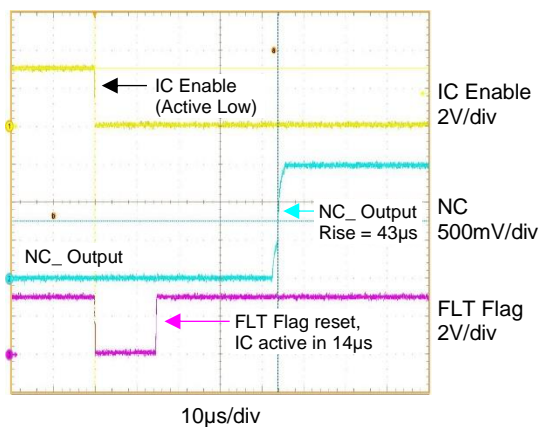 IC Enable
(Active Low)
IC Enable
2V/div
NC_ Output
Rise = 43µs
NC
500mV/div
NC_ Output
FLT Flag reset,
IC active in 14µs
FLT Flag
2V/div
10µs/div